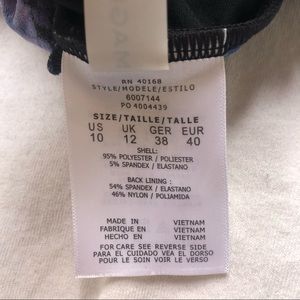 RN 40168
STYLE/MODELE/ESTILO
6007144
PO 4004439
SIZE/TAILLE/TALLE
US UK GER EUR
10 12 38 40
SHELL:
95% POLYESTER / POLIESTER
5% SPANDEX / ELASTANO
BACK LINING :
54% SPANDEX / ELASTANO
46% NYLON / POLIAMIDA
MADE IN VIETNAM
FABRIQUE EN VIETNAM
HECHO EN VIETNAM
FOR CARE SEE REVERSE SIDE
PARA EL CUIDADO VEA EL DORSO
POUR LE SOIN VOIR LE VERSO